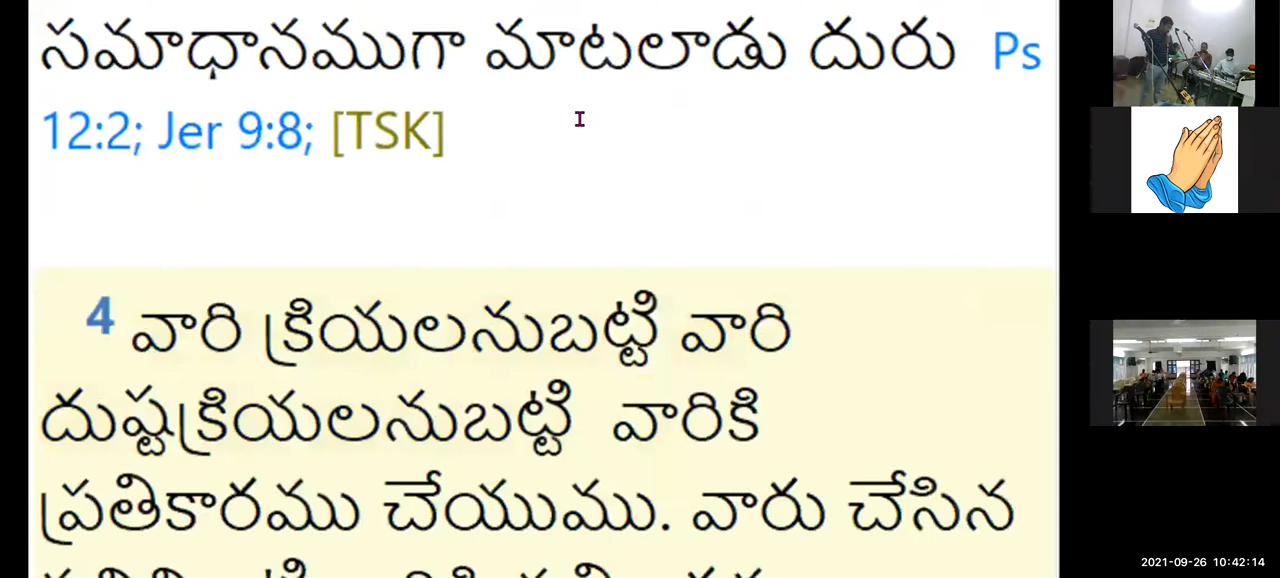 సమాధానముగా మాటలాడు దురు Ps
12:2; Jer 9:8; [TSK]
4 వారి క్రియలనుబట్టి వారి
దుష్టక్రియలనుబట్టి వారికి
ప్రతికారము చేయుము. వారు చేసిన
2021-09-26 10:42:14